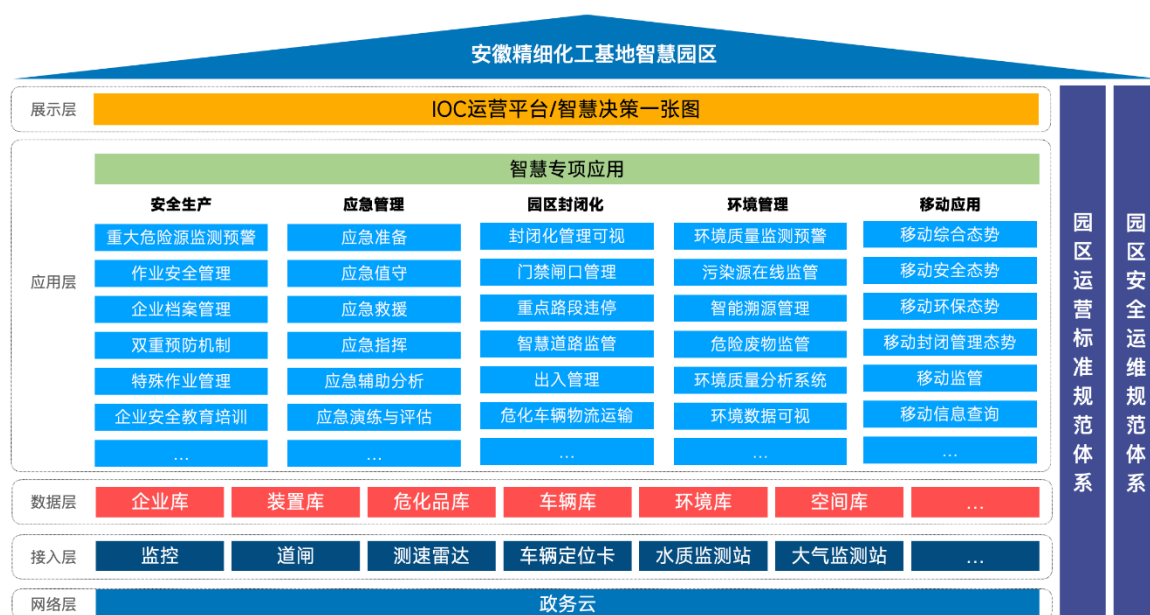 安徽精细化工基地智慧园区
展示层
IOC运营平台/智慧决策一张图
应用层
智慧专项应用
安全生产
重大危险源监测预警
作业安全管理
企业档案管理
双重预防机制
特殊作业管理
企业安全教育培训
...
应急管理
应急准备
应急值守
应急救援
应急指挥
应急辅助分析
应急演练与评估
...
园区封闭化
封闭化管理可视
门禁闸口管理
重点路段违停
智慧道路监管
出入管理
危化车辆物流运输
...
环境管理
环境质量监测预警
污染源在线监管
智能溯源管理
危险废物监管
环境质量分析系统
环境数据可视
...
移动应用
移动综合态势
移动安全态势
移动环保态势
移动封闭管理态势
移动监管
移动信息查询
...
数据层
企业库
装置库
危化品库
车辆库
环境库
空间库
...
接入层
监控
道闸
测速雷达
车辆定位卡
水质监测站
大气监测站
...
网络层
政务云
园区运营标准规范体系
园区安全运维规范体系